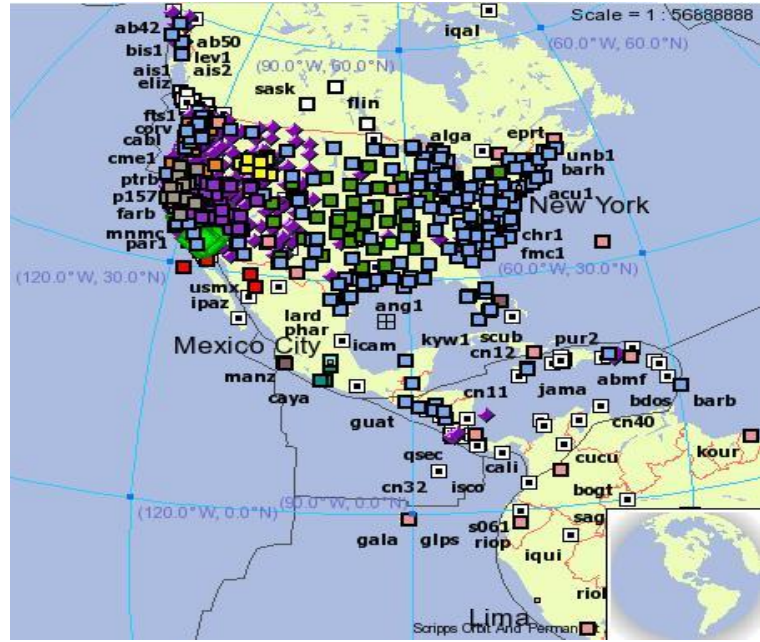 Scale = 1 : 56888888
iqal
ab42
(60.0°W, 60.0°N)
ab50
bis1
lev1
(90.0°W, 60.0°N)
ais1
ais2
eliz
sask
flin
fts1
corv
alga
eprt
cabl
unb1
cme1
barh
ptrb
acu1
p157
New York
farb
mnmc
chr1
par1
fmc1
(120.0°W, 30.0°N)
(60.0°W, 30.0°N)
usmx
ipaz
ang1
lard
phar
Mexico City
icam
kyw1
scub
pur2
cn12
manz
caya
cn11
jama
abmf
bdos
barb
guat
cn40
qsec
cali
cucu
kour
cn32
isco
bogt
(120.0°W, 0.0°N)
(90.0°W, 0.0°N)
s061
sag
gala
glps
riop
iqui
riol
Lima
Scripps Orbit And Permanent